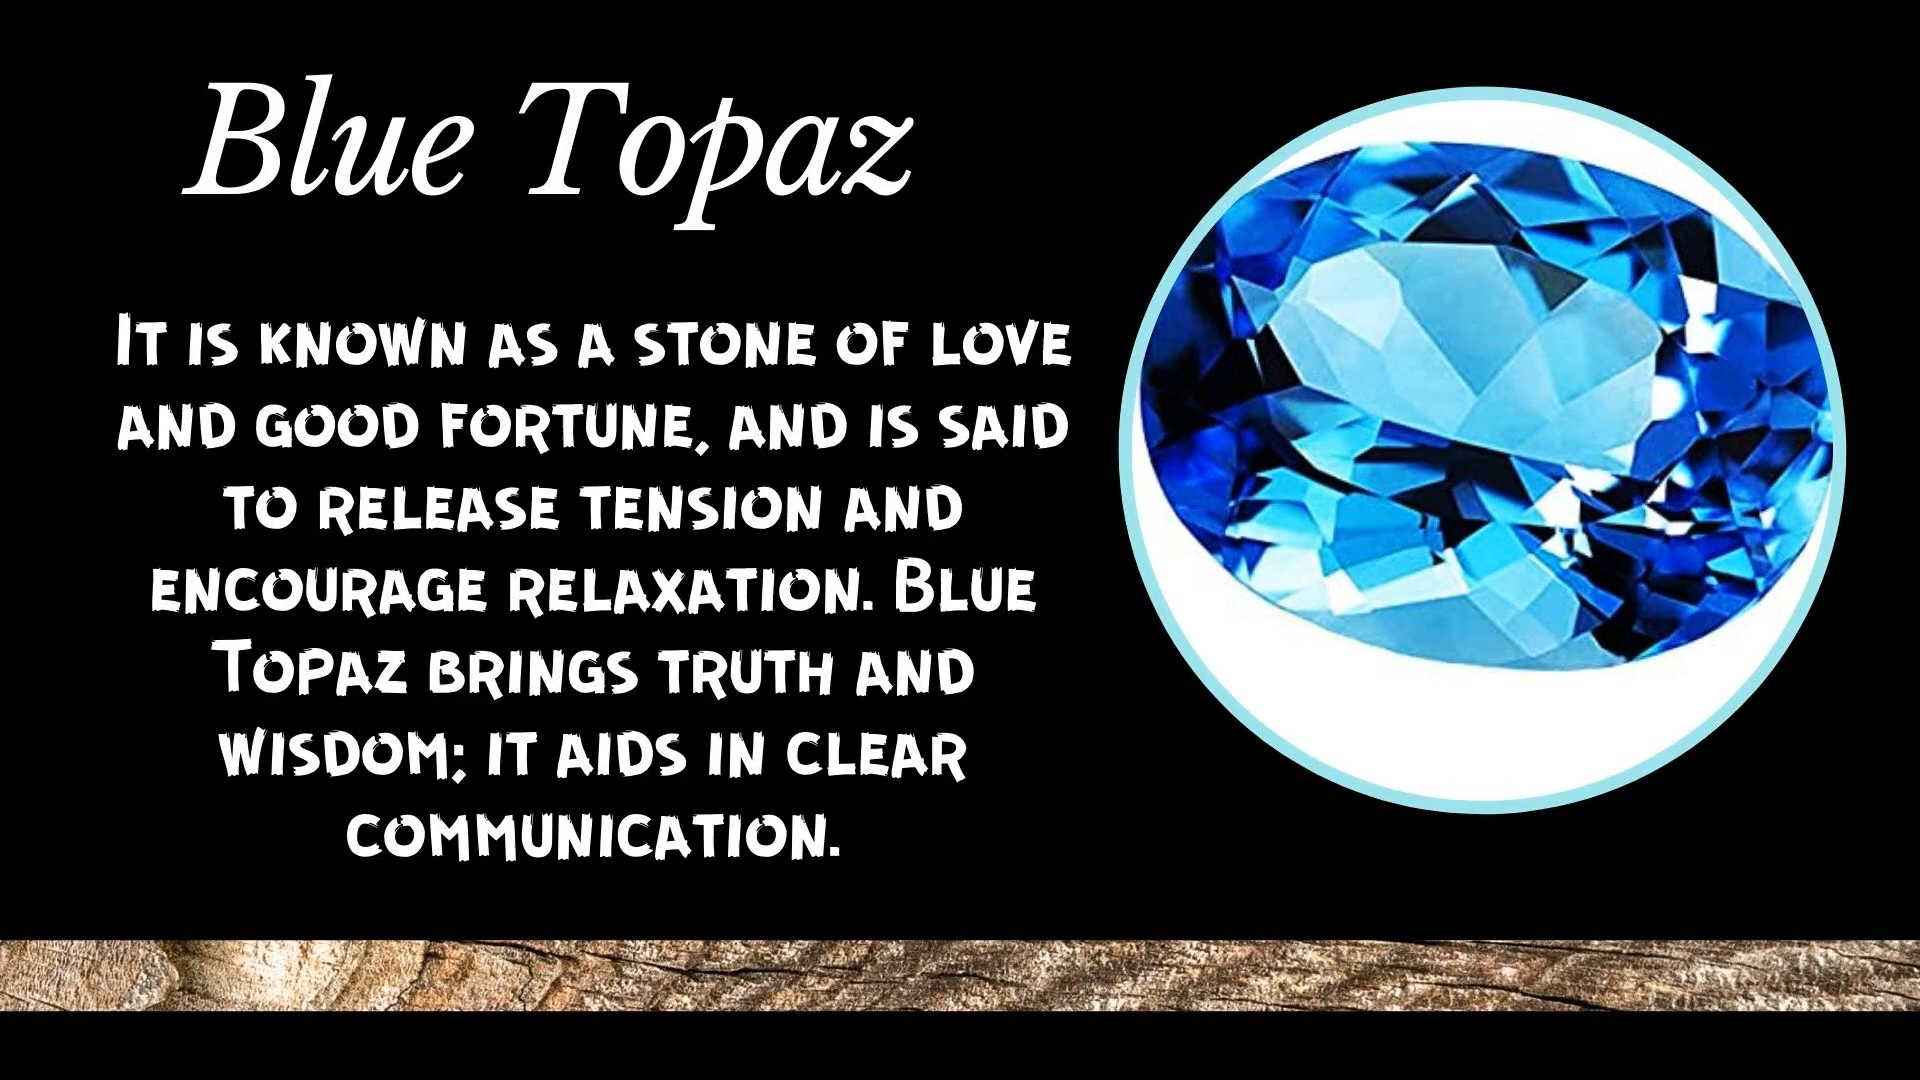 Blue Topaz
It is known as a stone of love
and good fortune, and is said
to release tension and
encourage relaxation. Blue
Topaz brings truth and
wisdom; it aids in clear
communication.